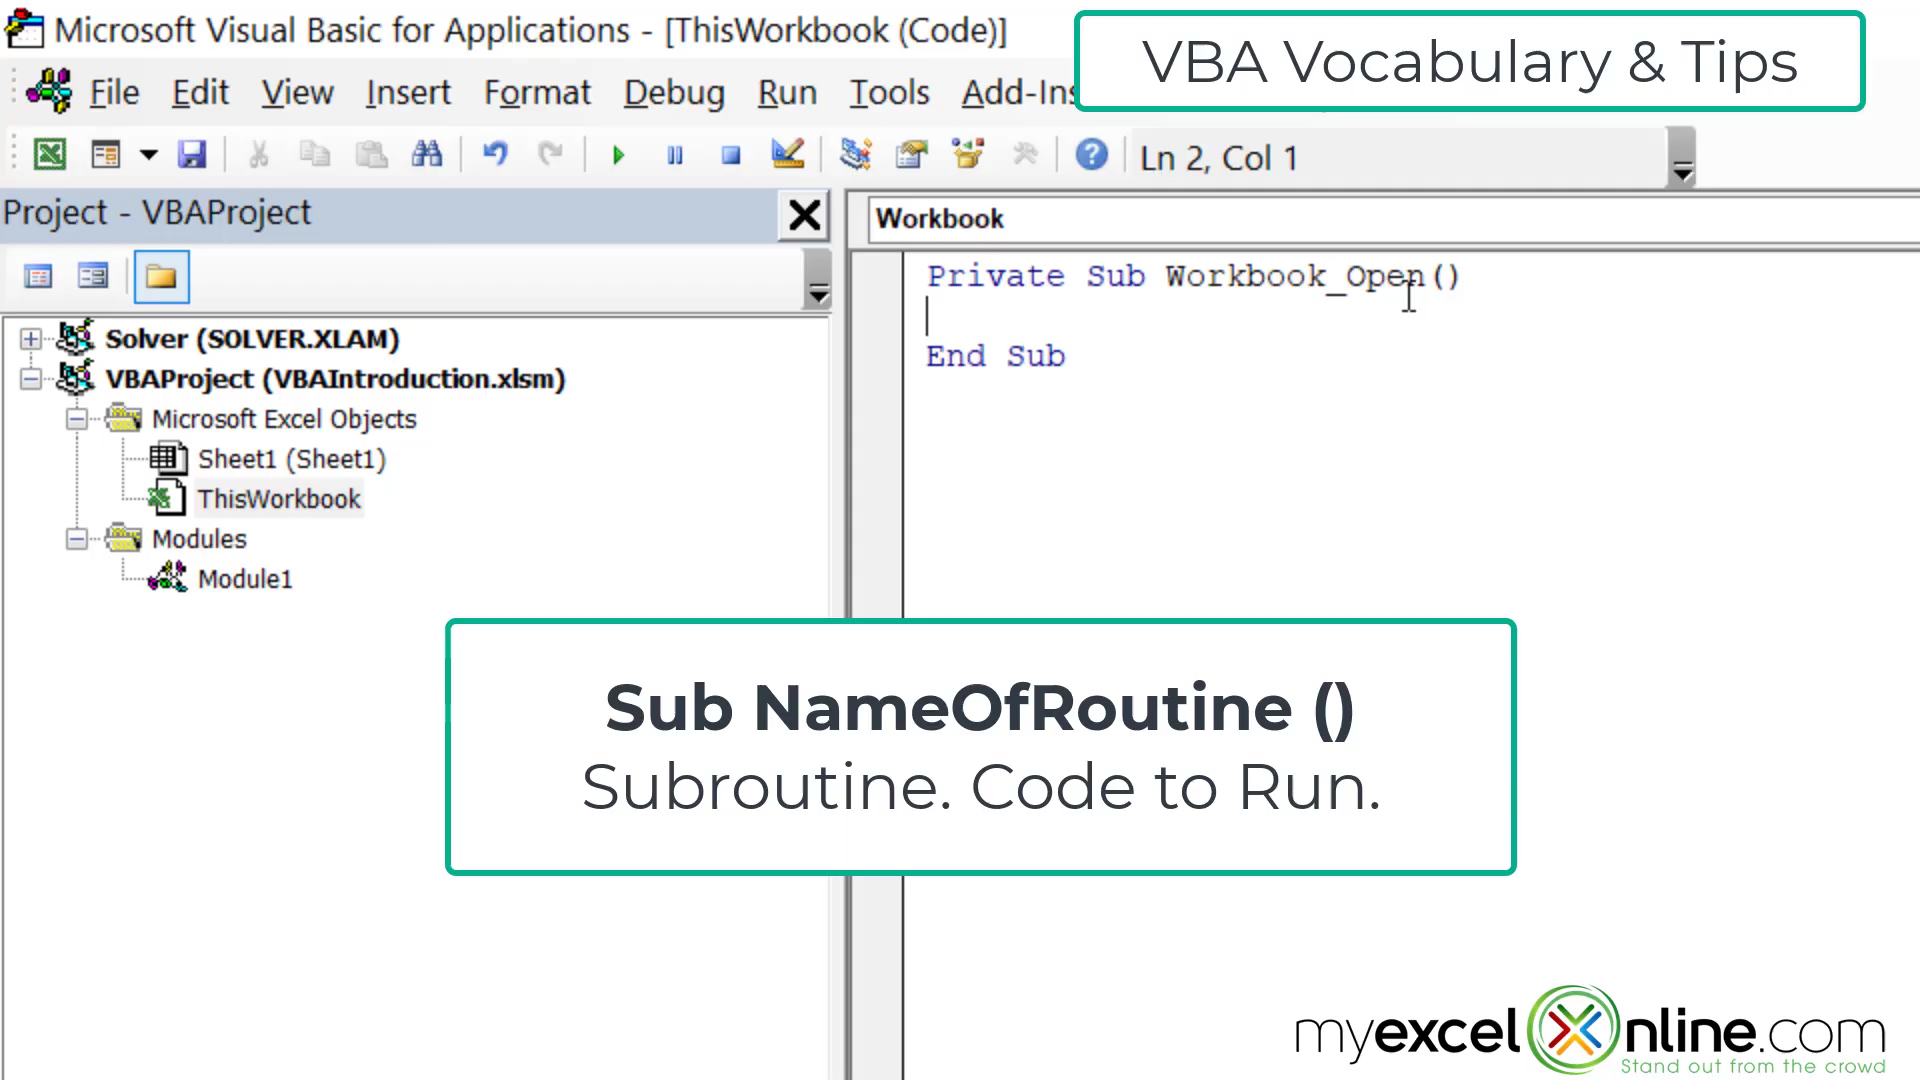 Microsoft Visual Basic for Applications - [ThisWorkbook (Code)]
VBA Vocabulary & Tips
File Edit View Insert Format Debug Run Tools Add-Ins
Ln 2, Col 1
Project - VBAProject
Workbook
Private Sub Workbook_Open()
End Sub
Solver (SOLVER.XLAM)
VBAProject (VBAIntroduction.xlsm)
Microsoft Excel Objects
Sheet1 (Sheet1)
ThisWorkbook
Modules
Module1
Sub NameOfRoutine ()
Subroutine. Code to Run.
myexcelOnline.com
Stand out from the crowd